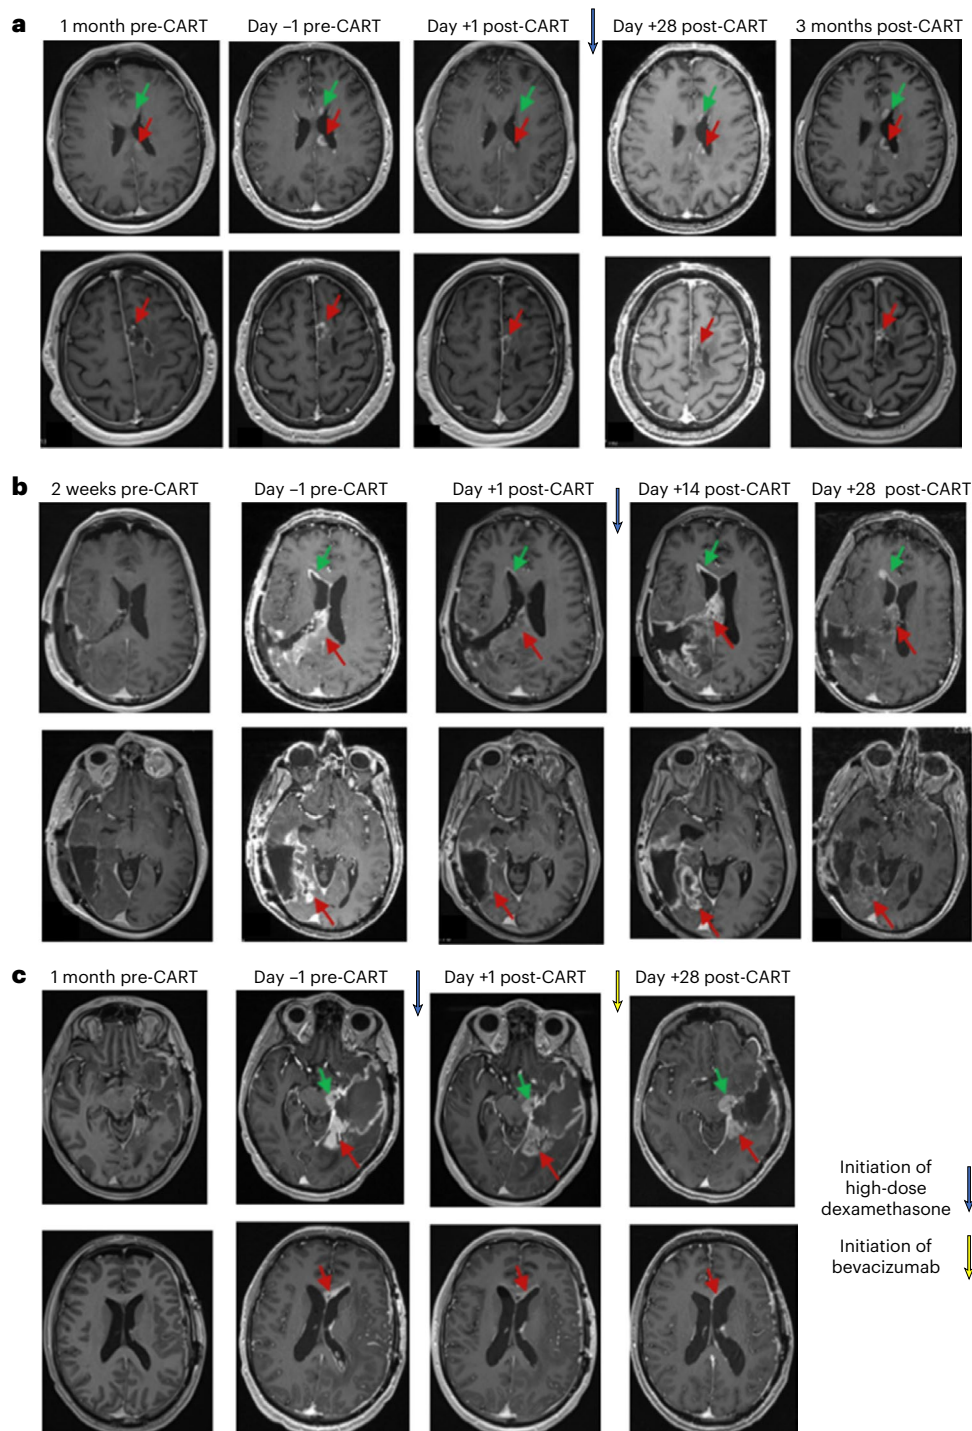 a
1 month pre-CART
Day –1 pre-CART
Day +1 post-CART
Day +28 post-CART
3 months post-CART
b
2 weeks pre-CART
Day –1 pre-CART
Day +1 post-CART
Day +14 post-CART
Day +28 post-CART
c
1 month pre-CART
Day –1 pre-CART
Day +1 post-CART
Day +28 post-CART
Initiation of
high-dose
dexamethasone
Initiation of
bevacizumab